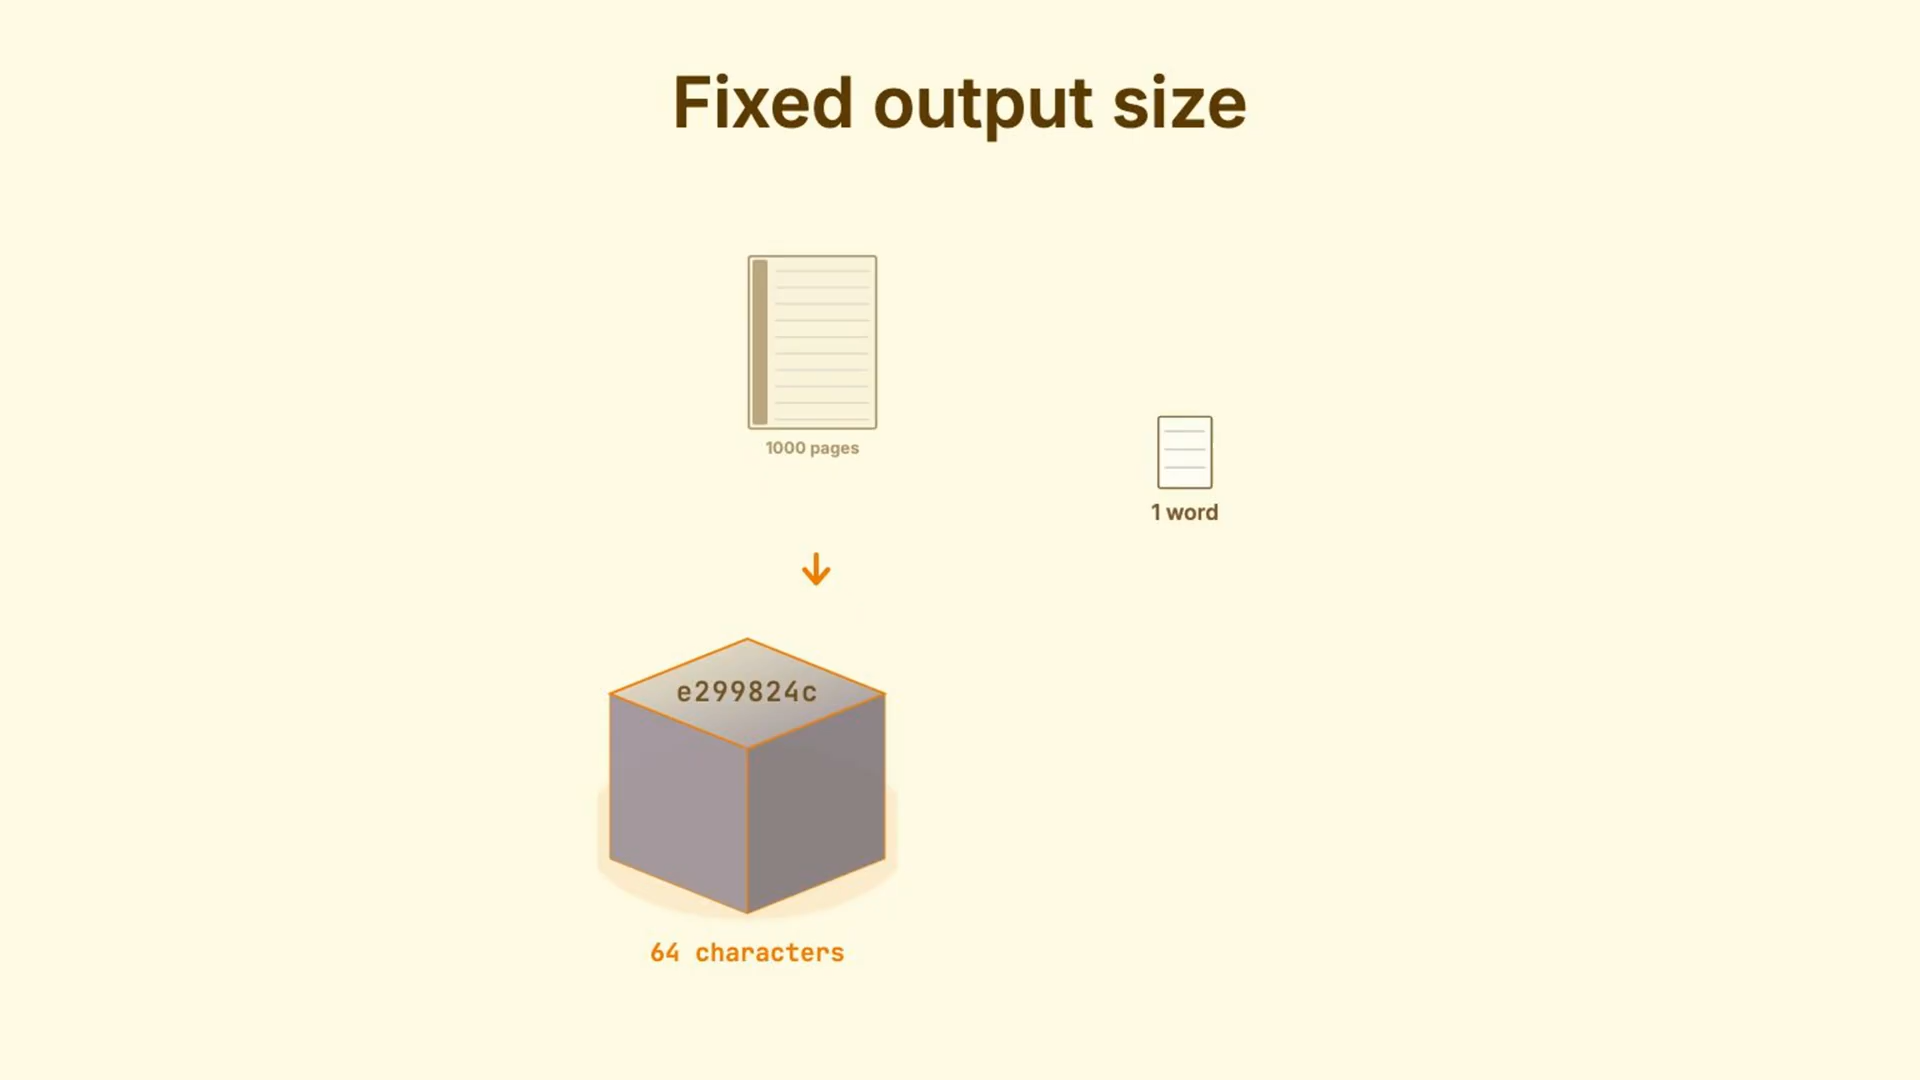 Fixed output size
1000 pages
1 word
e299824c
64 characters